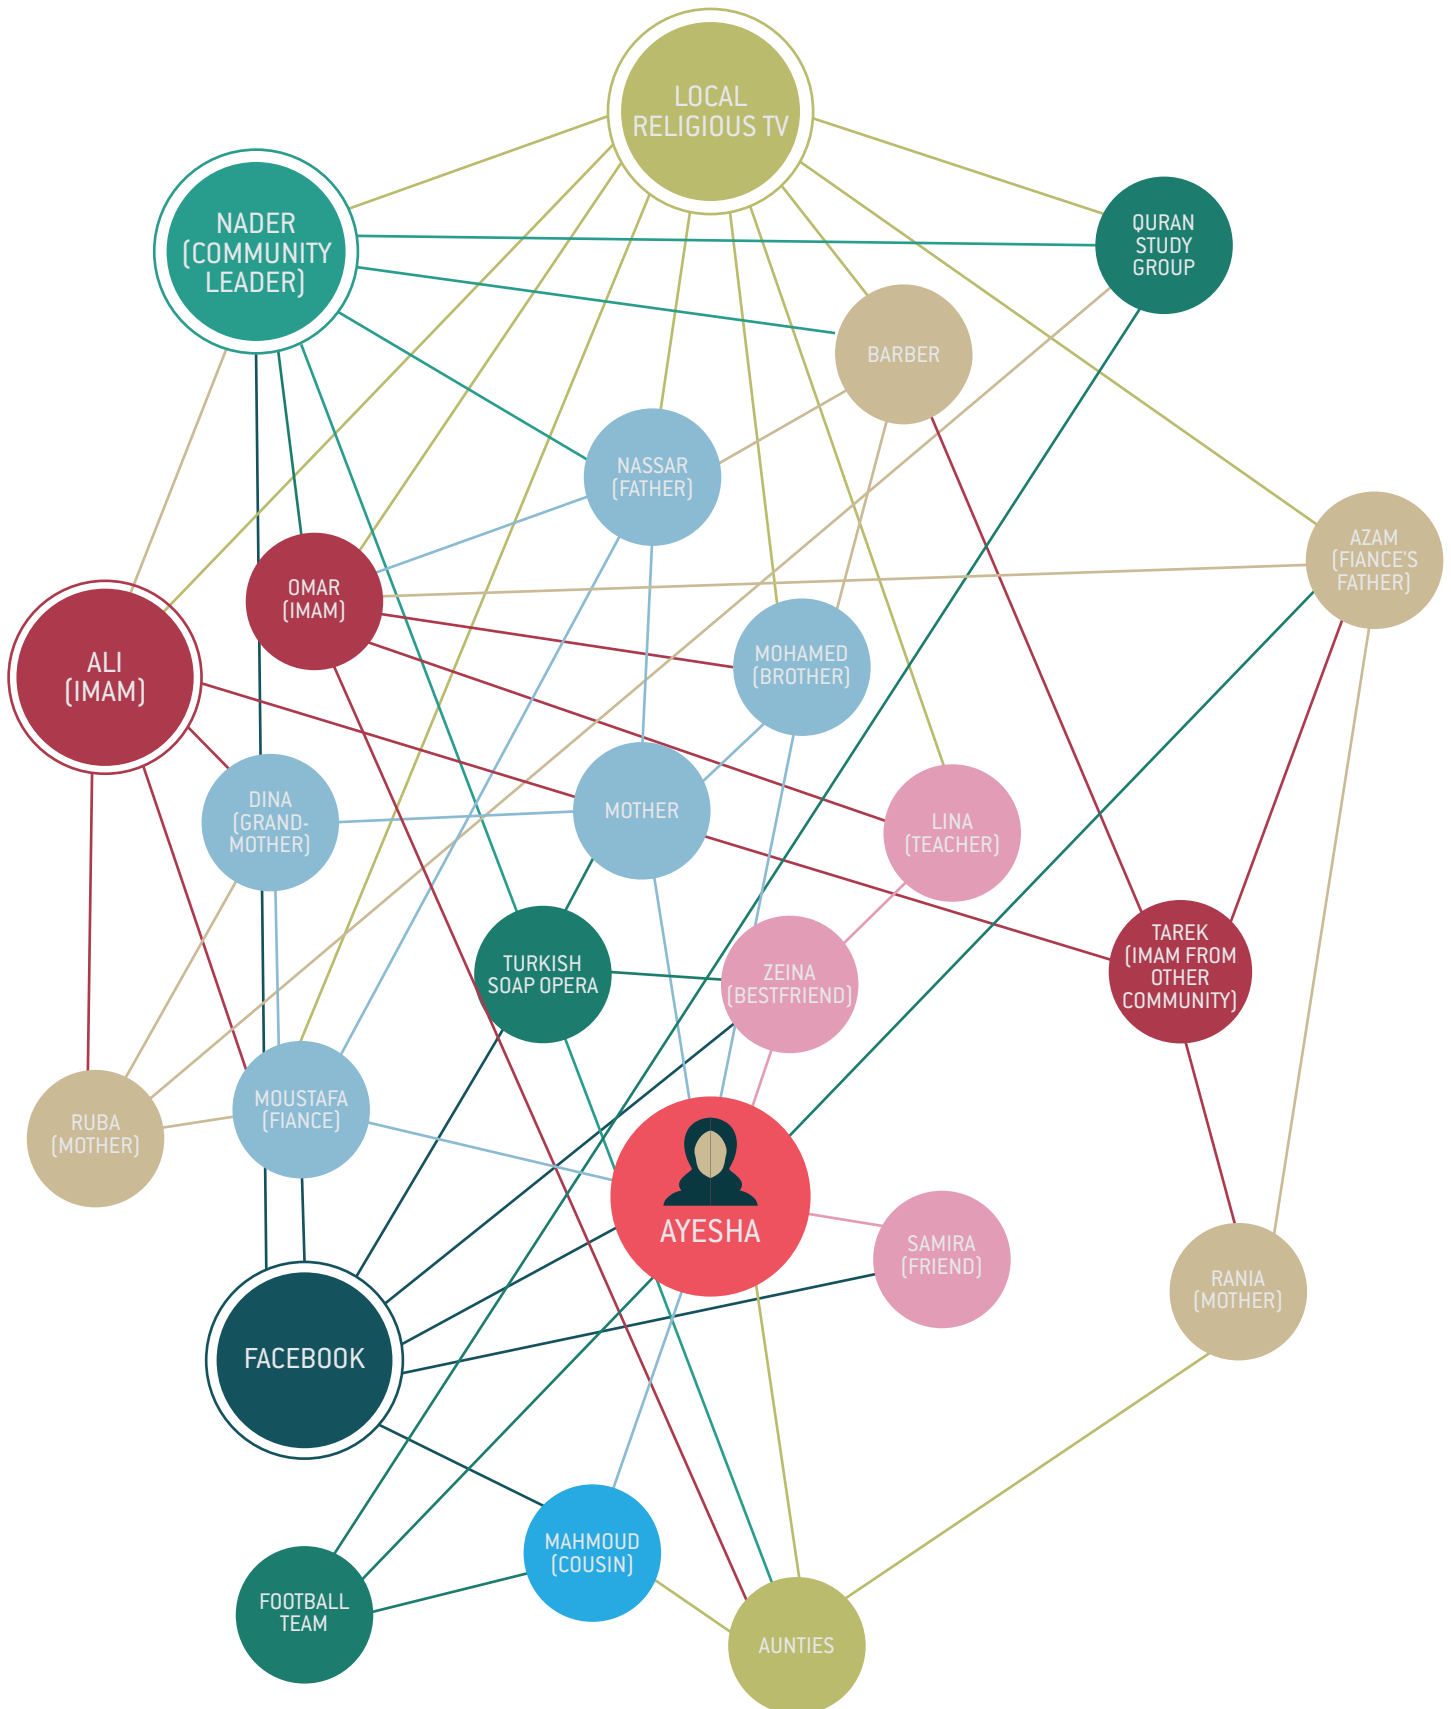 LOCAL
RELIGIOUS TV
NADER
(COMMUNITY
LEADER)
QURAN
STUDY
GROUP
BARBER
NASSAR
(FATHER)
AZAM
(FIANCE'S
FATHER)
OMAR
(IMAM)
ALI
(IMAM)
MOHAMED
(BROTHER)
DINA
(GRAND-
MOTHER)
MOTHER
LINA
(TEACHER)
TURKISH
SOAP OPERA
ZEINA
(BESTFRIEND)
TAREK
(IMAM FROM
OTHER
COMMUNITY)
RUBA
(MOTHER)
MOUSTAFA
(FIANCE)
AYESHA
SAMIRA
(FRIEND)
RANIA
(MOTHER)
FACEBOOK
MAHMOUD
(COUSIN)
FOOTBALL
TEAM
AUNTIES